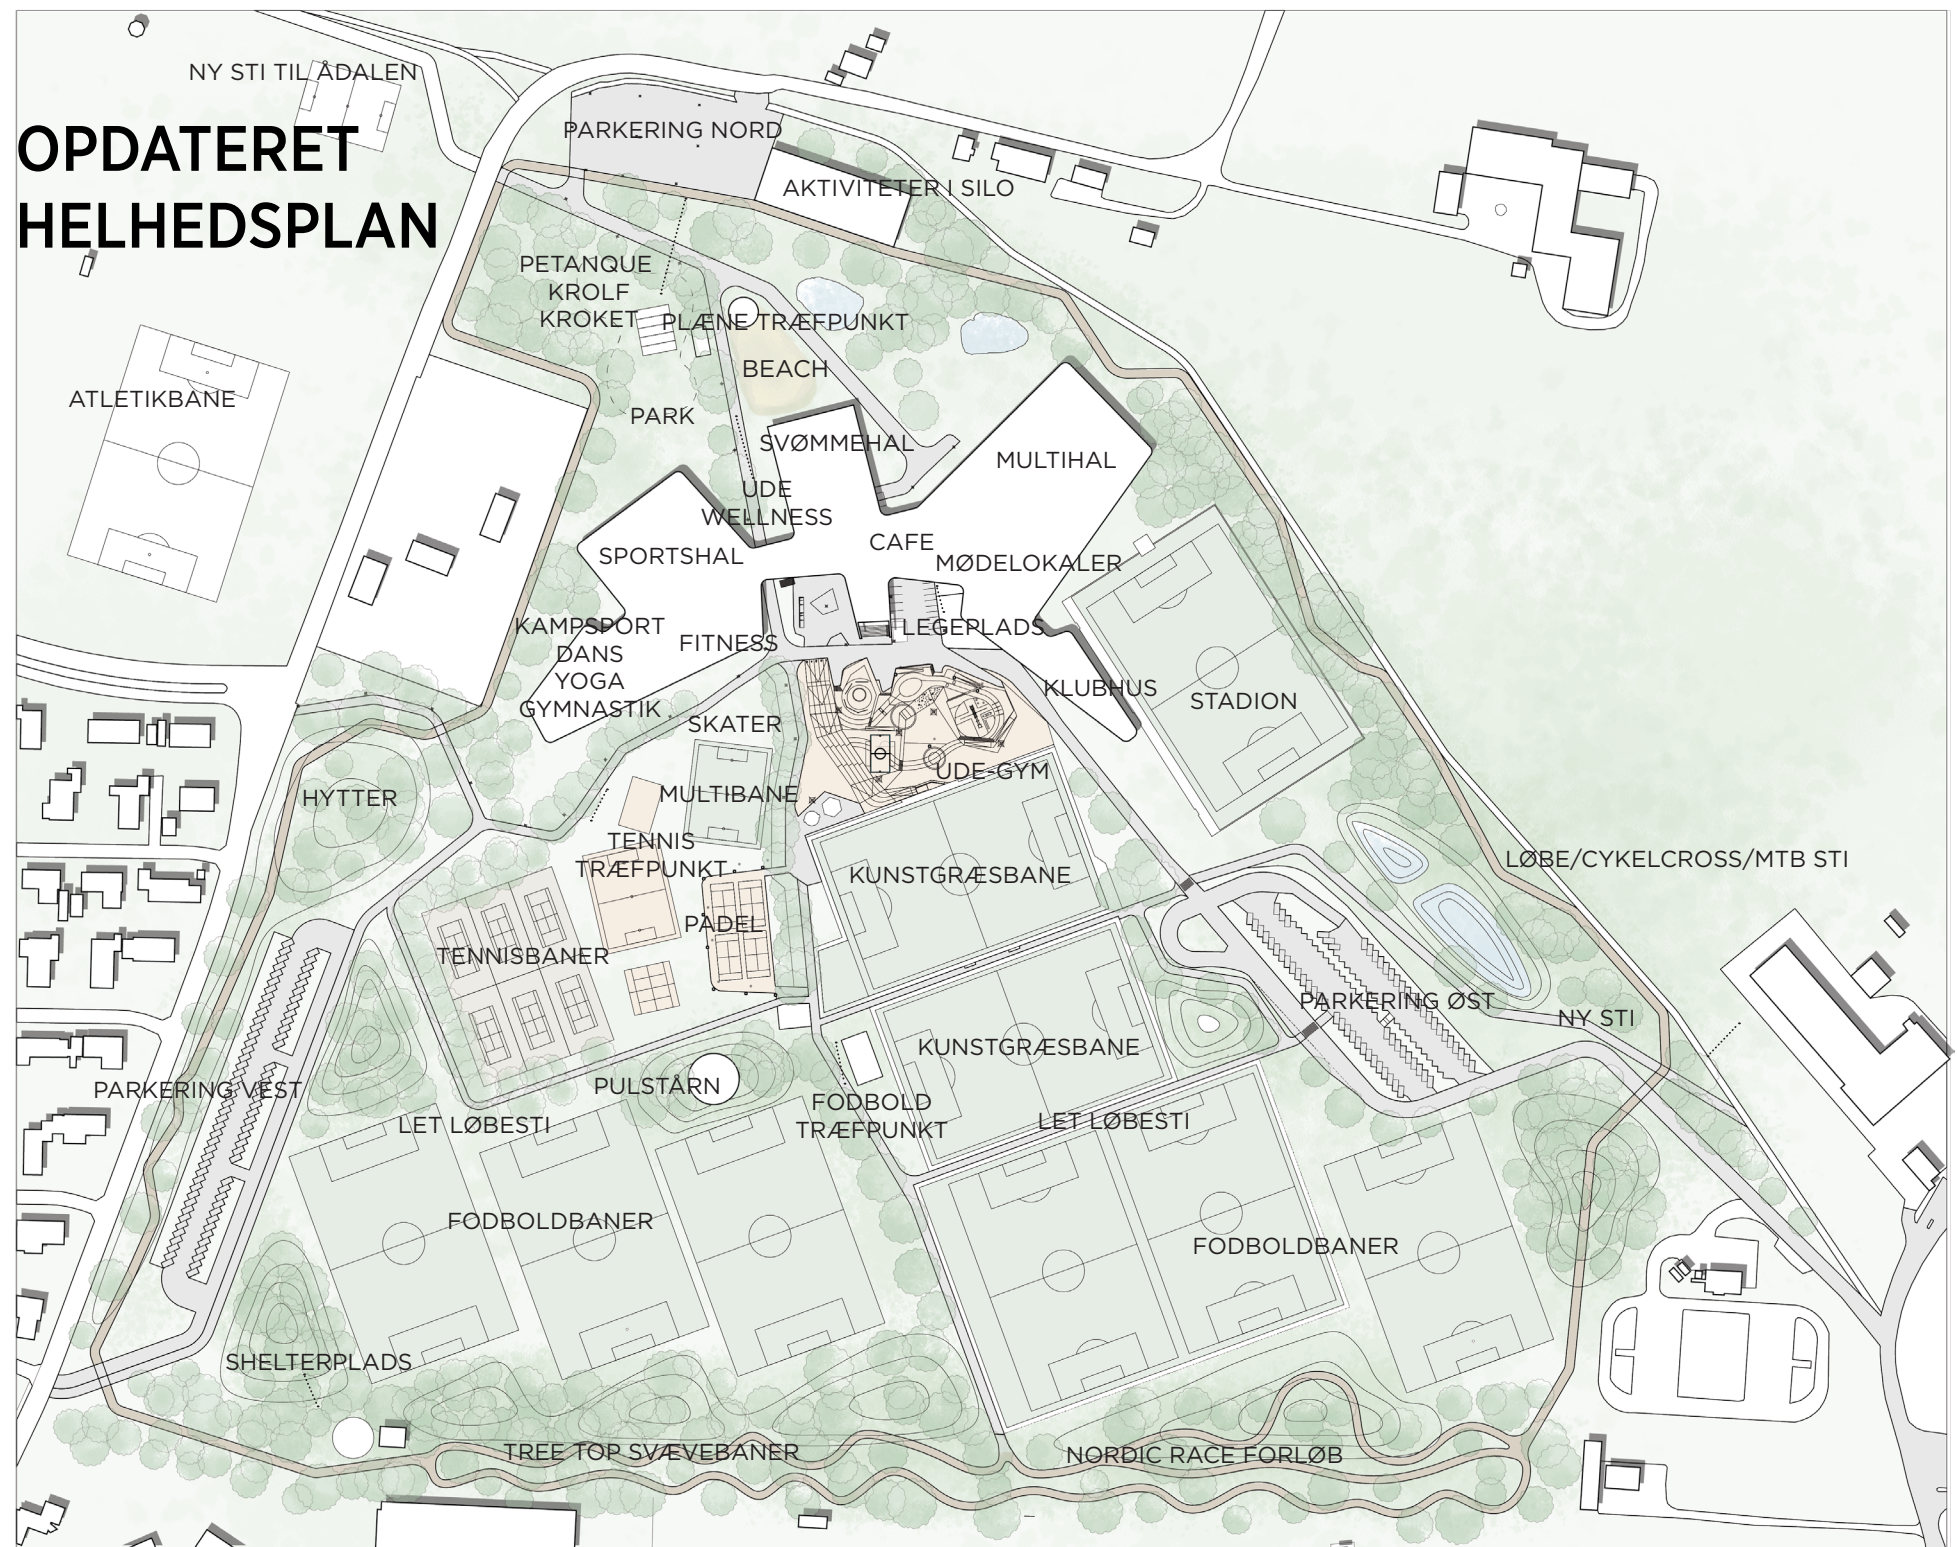 NY STI TIL ÅDALEN
OPDATERET
HELHEDSPLAN
PARKERING NORD
AKTIVITETER I SILO
PETANQUE
KROLF
KROKET
PLÆNE TRÆFPUNKT
BEACH
ATLETIKBANE
PARK
SVØMMEHAL
MULTIHAL
UDE
WELLNESS
CAFE
SPORTSHAL
MØDELOKALER
KAMPSPORT
DANS
YOGA
GYMNASTIK
FITNESS
LEGEPLADS
KLUBHUS
STADION
SKATER
UDE-GYM
HYTTER
MULTIBANE
TENNIS
TRÆFPUNKT
KUNSTGRÆSBANE
LØBE/CYKELCROSS/MTB STI
PADEL
TENNISBANER
PARKERING ØST
NY STI
KUNSTGRÆSBANE
PARKERING VEST
PULSTÅRN
FODBOLD
TRÆFPUNKT
LET LØBESTI
LET LØBESTI
FODBOLDBANER
FODBOLDBANER
SHELTERPLADS
TREE TOP SVÆVEBANER
NORDIC RACE FORLØB